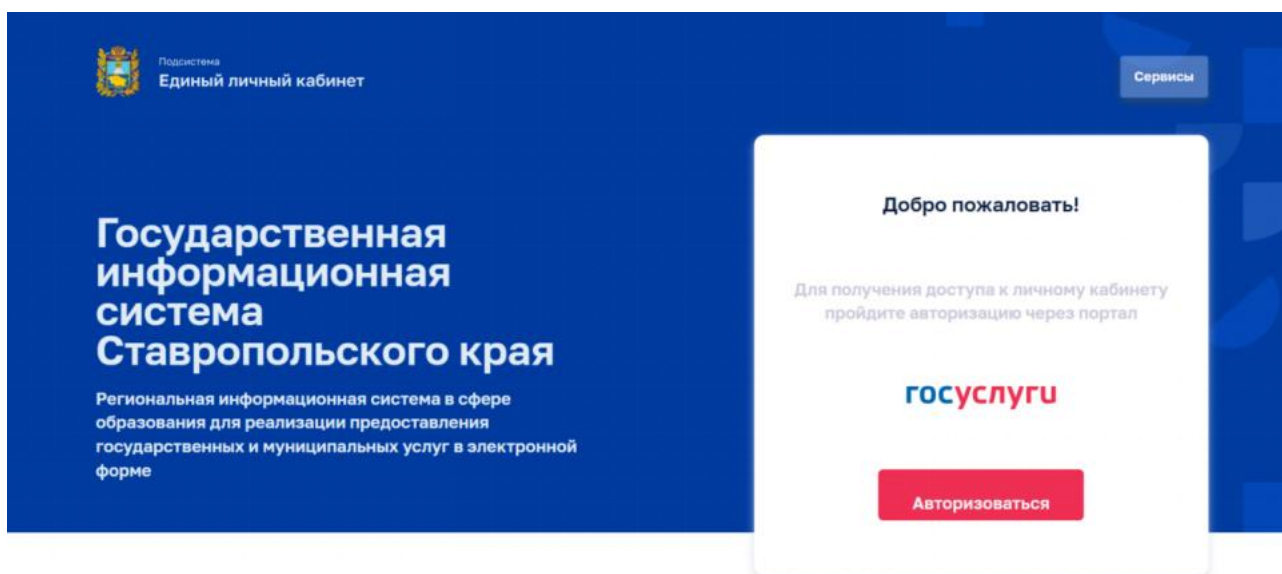 Подсистема
Единый личный кабинет
Сервисы
Государственная
информационная
система
Ставропольского края
Региональная информационная система в сфере
образования для реализации предоставления
государственных и муниципальных услуг в электронной
форме
Добро пожаловать!
Для получения доступа к личному кабинету
пройдите авторизацию через портал
госуслуги
Авторизоваться